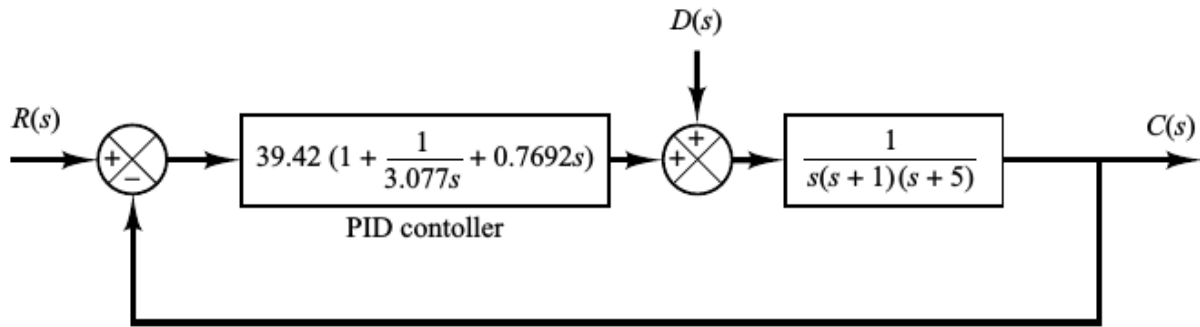 D(s)
R(s)
C(s)
+
−
39.42 (1 + 1/3.077s + 0.7692s)
+
+
1/s(s + 1)(s + 5)
PID contoller